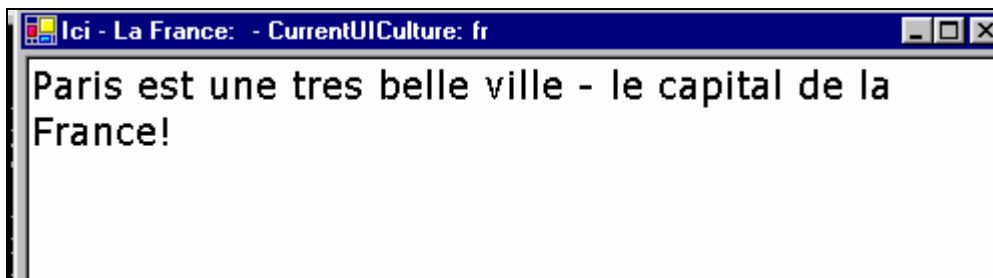 Ici - La France:  - CurrentUICulture: fr
Paris est une tres belle ville - le capital de la
France!